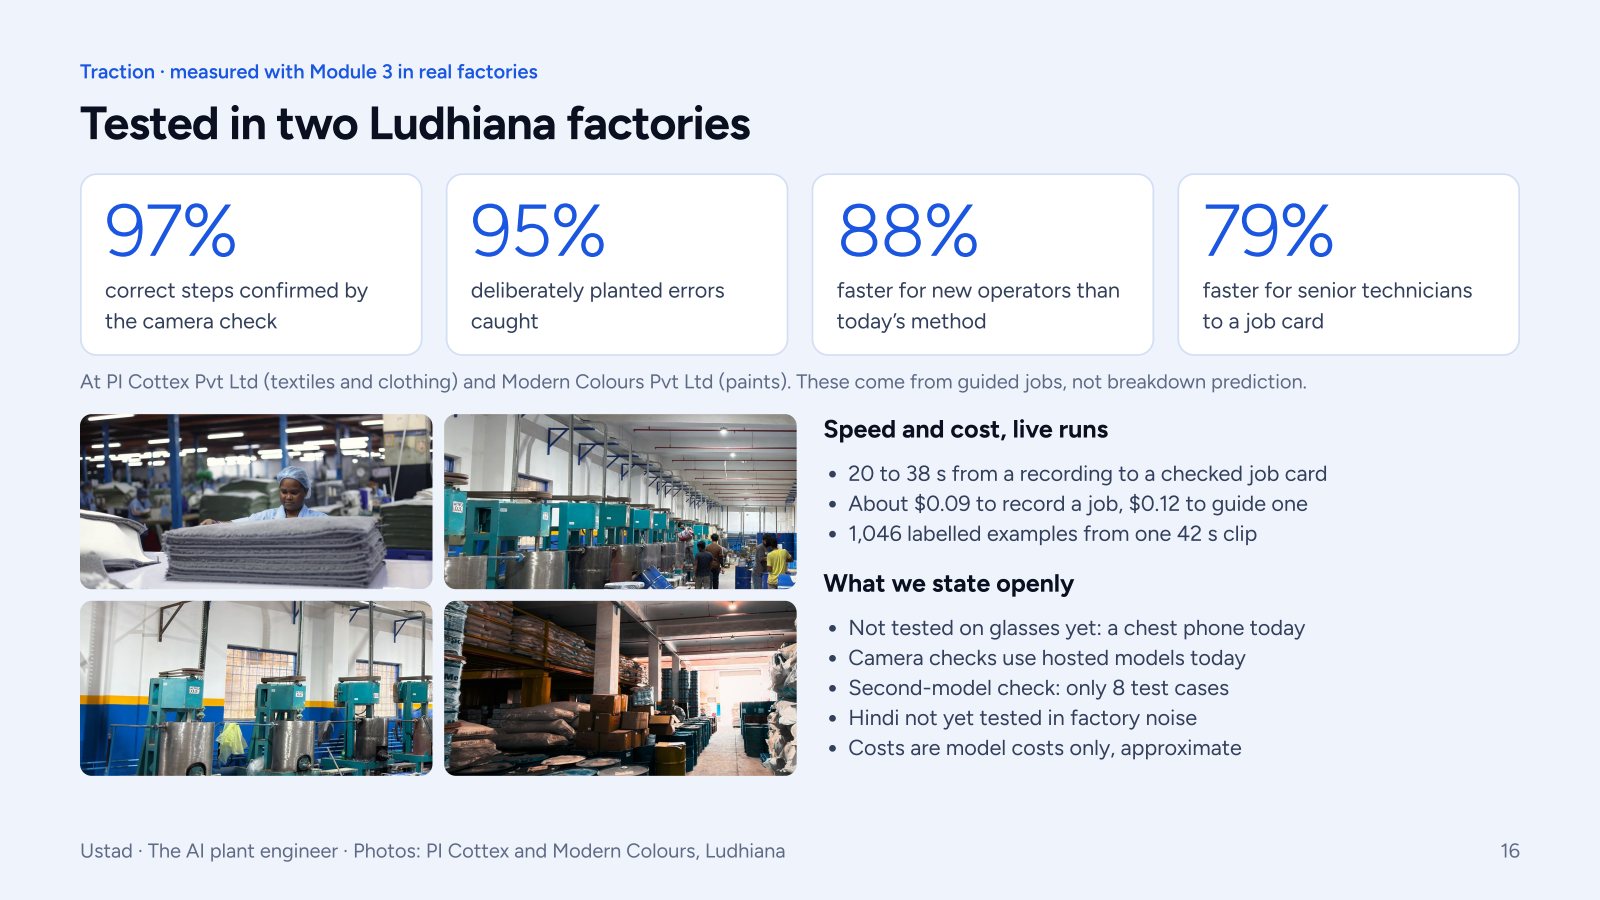 Traction · measured with Module 3 in real factories
Tested in two Ludhiana factories
97%
correct steps confirmed by
the camera check
95%
deliberately planted errors
caught
88%
faster for new operators than
today’s method
79%
faster for senior technicians
to a job card
At PI Cottex Pvt Ltd (textiles and clothing) and Modern Colours Pvt Ltd (paints). These come from guided jobs, not breakdown prediction.
Speed and cost, live runs
• 20 to 38 s from a recording to a checked job card
• About $0.09 to record a job, $0.12 to guide one
• 1,046 labelled examples from one 42 s clip
What we state openly
• Not tested on glasses yet: a chest phone today
• Camera checks use hosted models today
• Second-model check: only 8 test cases
• Hindi not yet tested in factory noise
• Costs are model costs only, approximate
Ustad · The AI plant engineer · Photos: PI Cottex and Modern Colours, Ludhiana
16